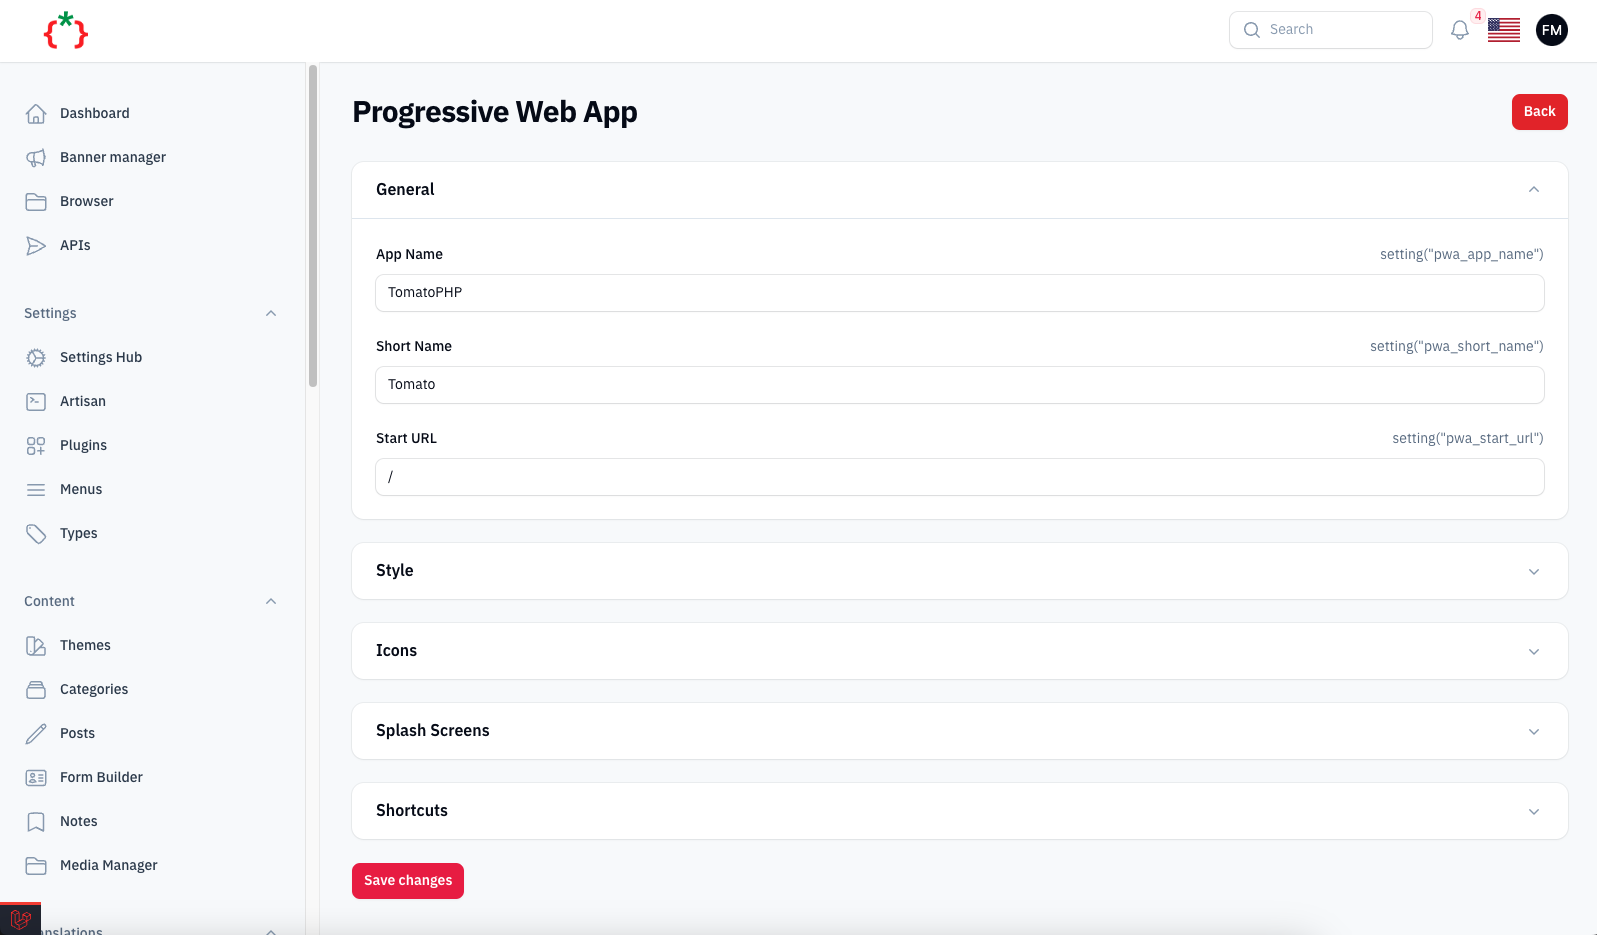 {*}
Search
4
FM
Dashboard
Banner manager
Browser
APIs
Settings
Settings Hub
Artisan
Plugins
Menus
Types
Content
Themes
Categories
Posts
Form Builder
Notes
Media Manager
Progressive Web App
Back
General
App Name
setting("pwa_app_name")
TomatoPHP
Short Name
setting("pwa_short_name")
Tomato
Start URL
setting("pwa_start_url")
/
Style
Icons
Splash Screens
Shortcuts
Save changes